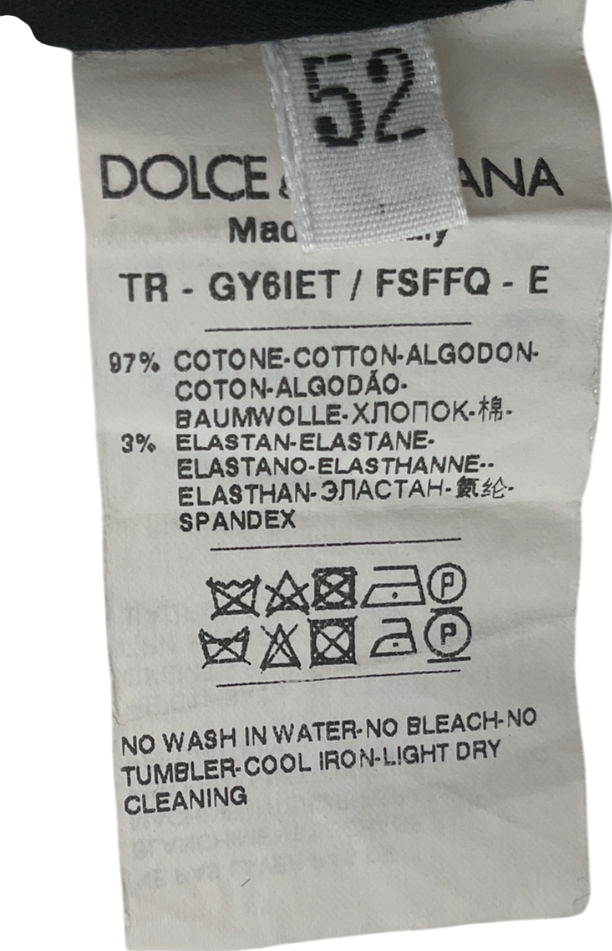 52
DOLCE & ANA
Mad ly
TR - GY6IET / FSFFQ - E
97% COTONE-COTTON-ALGODON-
COTON-ALGODÃO-
BAUMWOLLE-ХЛОПОК-棉-
3% ELASTAN-ELASTANE-
ELASTANO-ELASTHANNE--
ELASTHAN-ЭЛАСТАН-氨纶-
SPANDEX
P
P
NO WASH IN WATER-NO BLEACH-NO
TUMBLER-COOL IRON-LIGHT DRY
CLEANING